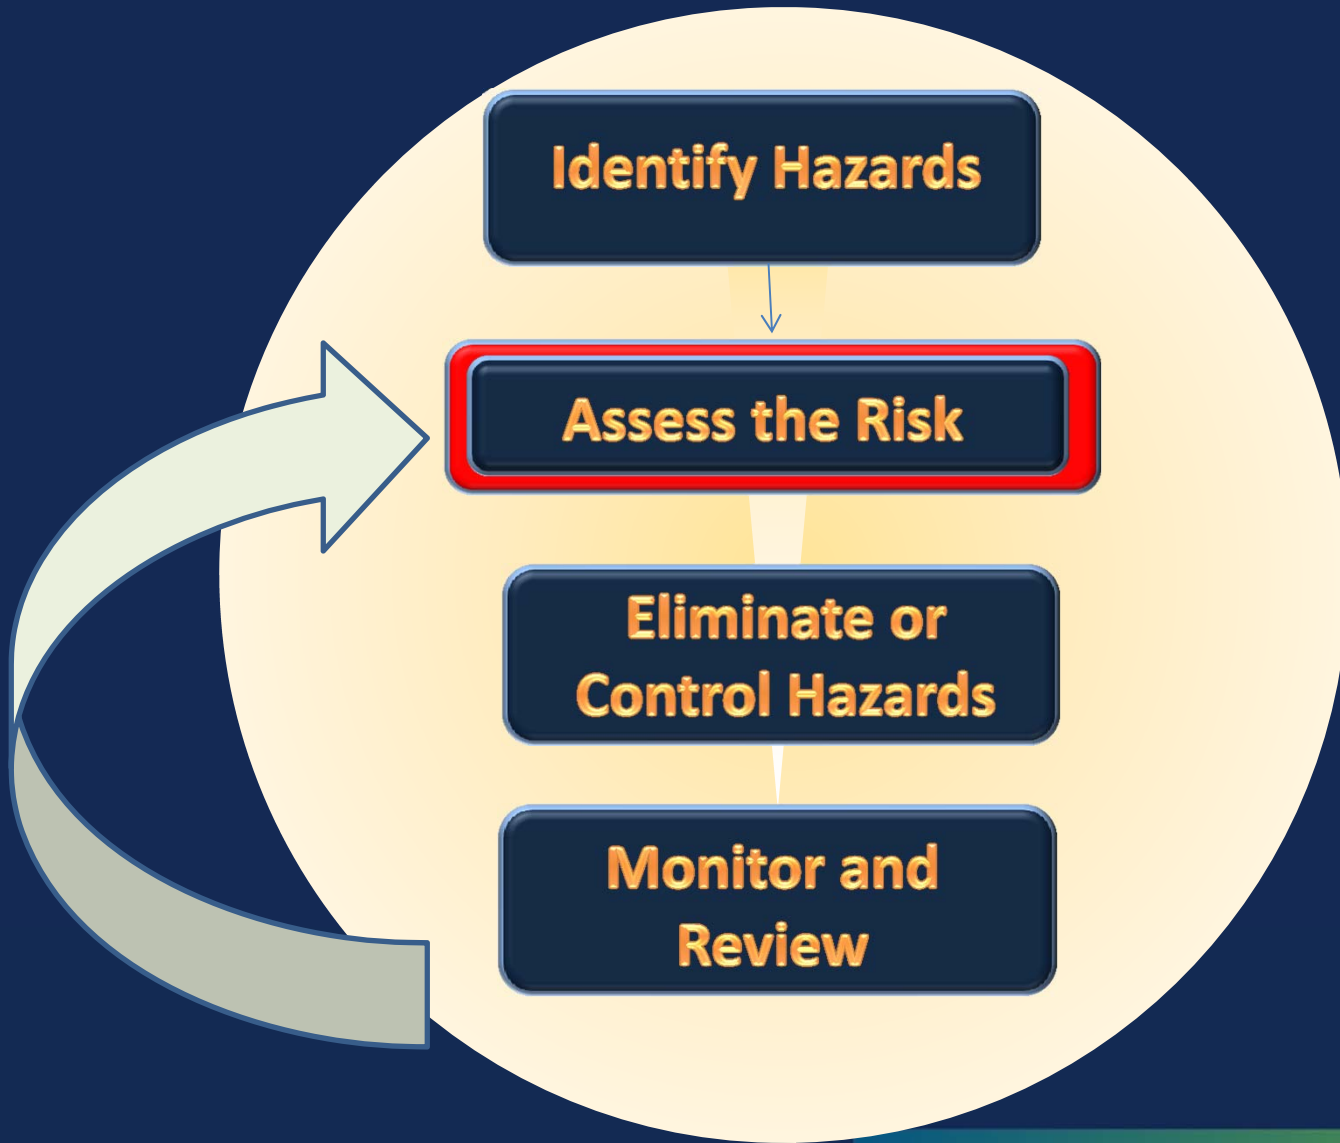 Identify Hazards
Assess the Risk
Eliminate or
Control Hazards
Monitor and
Review